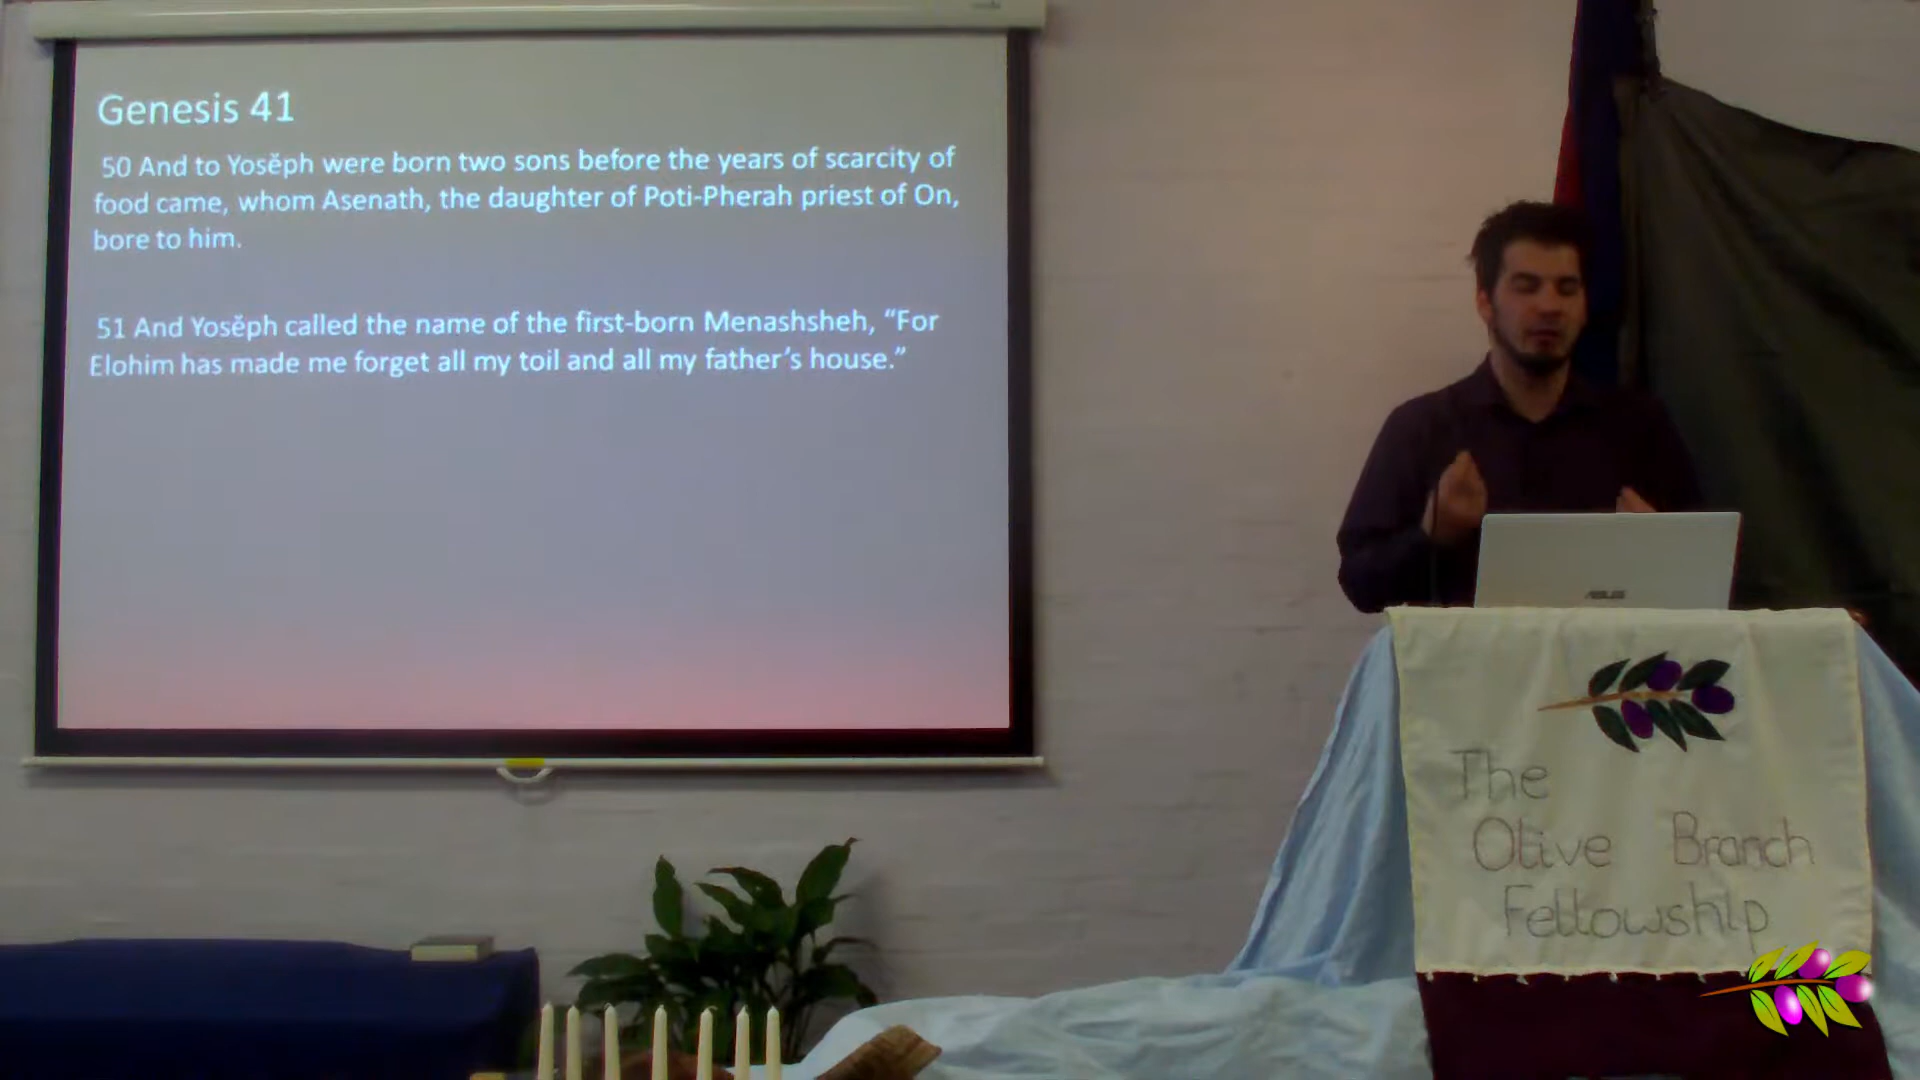 Genesis 41
50 And to Yosĕph were born two sons before the years of scarcity of
food came, whom Asenath, the daughter of Poti-Pherah priest of On,
bore to him.
51 And Yosĕph called the name of the first-born Menashsheh, “For
Elohim has made me forget all my toil and all my father’s house.”
ASUS
The
Olive Branch
Fellowship